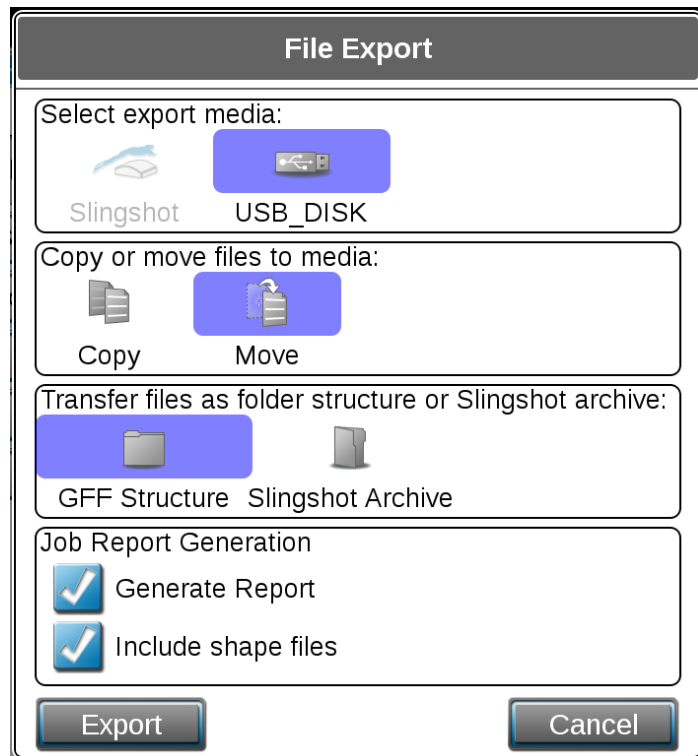 File Export
Select export media:
Slingshot USB_DISK
Copy or move files to media:
Copy Move
Transfer files as folder structure or Slingshot archive:
GFF Structure Slingshot Archive
Job Report Generation
Generate Report
Include shape files
Export Cancel